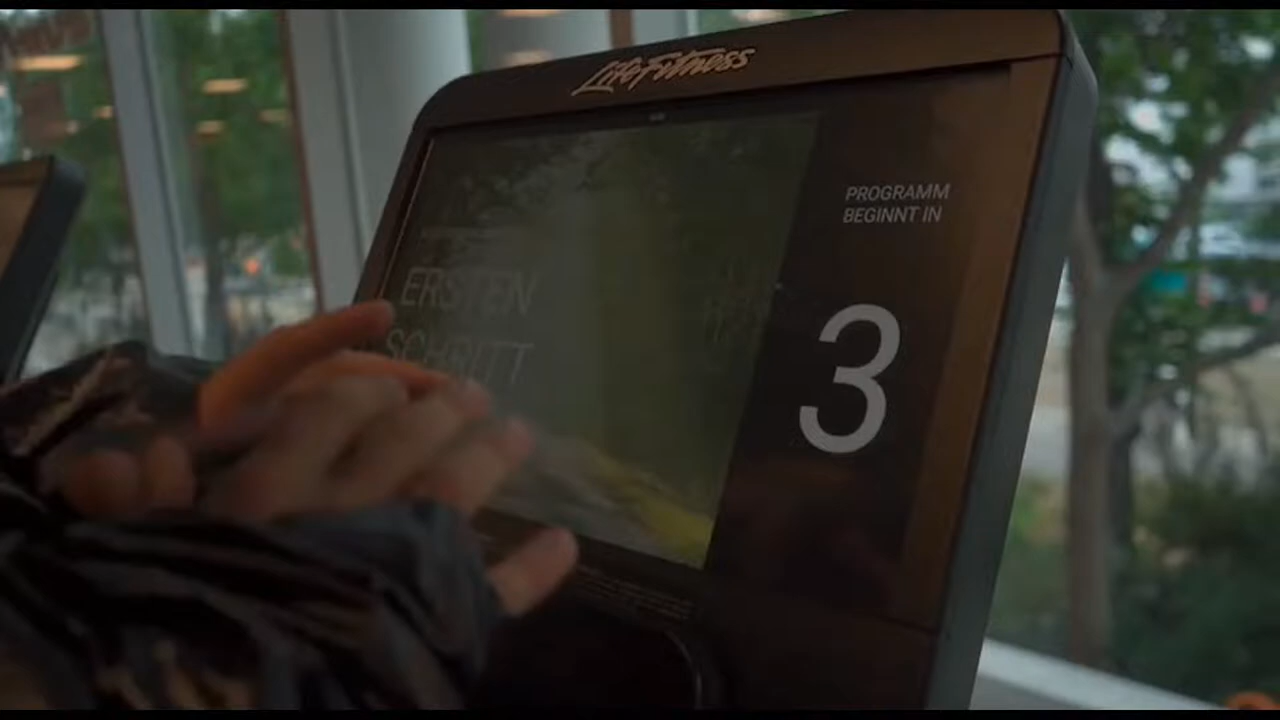 LifeFitness
ERSTEN
SCHRITT
PROGRAMM
BEGINNT IN
3